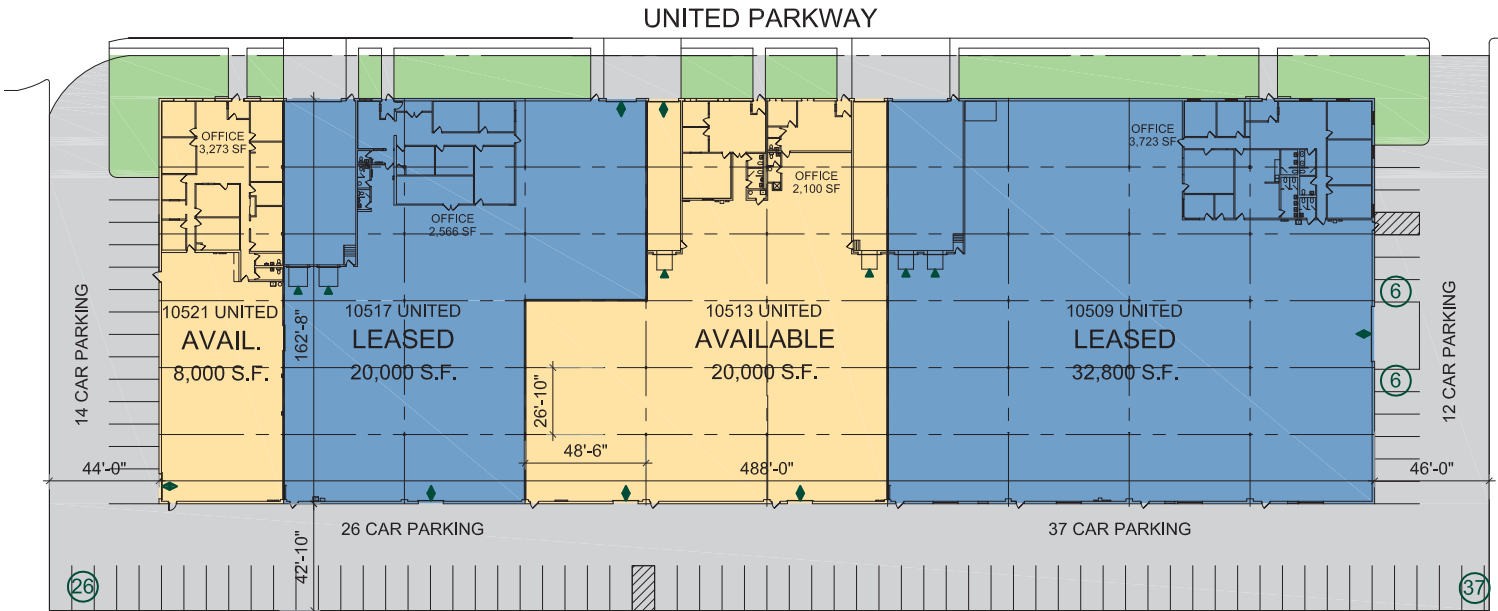 UNITED PARKWAY
OFFICE
3,273 SF
OFFICE
2,566 SF
OFFICE
2,100 SF
OFFICE
3,723 SF
10521 UNITED
AVAIL.
8,000 S.F.
162'-8"
10517 UNITED
LEASED
20,000 S.F.
10513 UNITED
AVAILABLE
20,000 S.F.
10509 UNITED
LEASED
32,800 S.F.
6
6
14 CAR PARKING
12 CAR PARKING
26'-10"
48'-6"
44'-0"
488'-0"
46'-0"
26 CAR PARKING
37 CAR PARKING
42'-10"
26
37